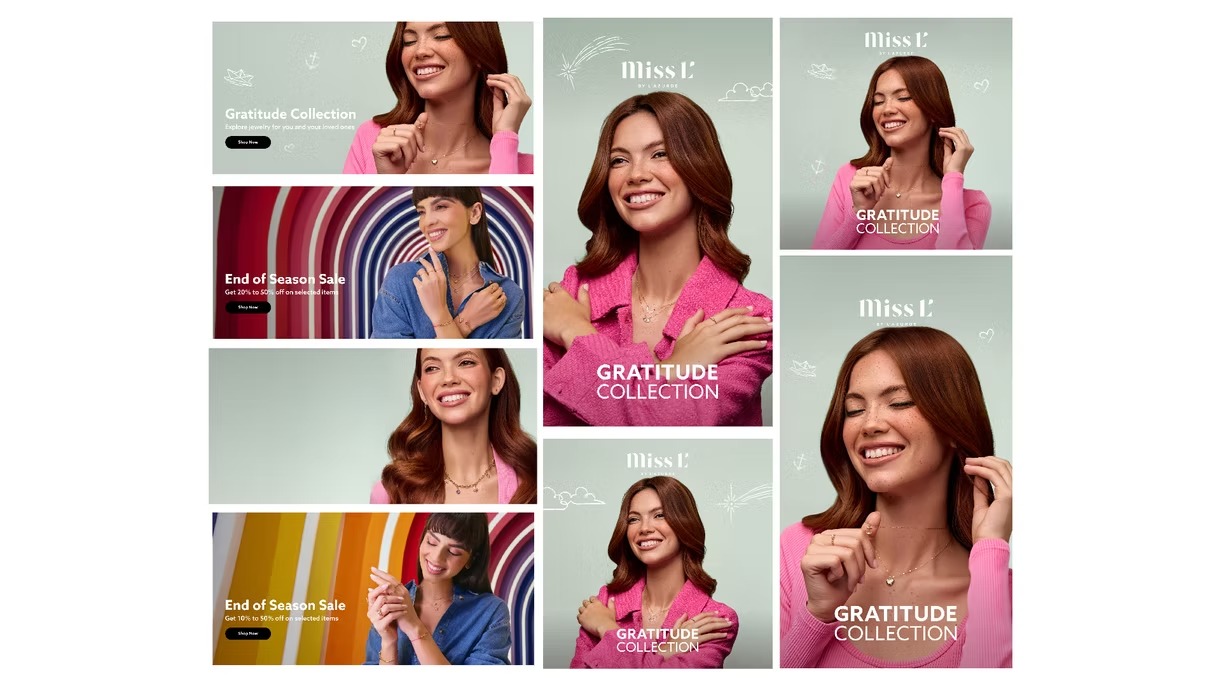 Gratitude Collection
Explore jewelry for you and your loved ones
Shop Now
End of Season Sale
Get 20% to 50% off on selected items
Shop Now
End of Season Sale
Get 10% to 50% off on selected items
Shop Now
Miss L'
BY L'AZURDE
GRATITUDE
COLLECTION
Miss L'
GRATITUDE
COLLECTION
Miss L'
BY L'AZURDE
GRATITUDE
COLLECTION
Miss L'
BY L'AZURDE
GRATITUDE
COLLECTION